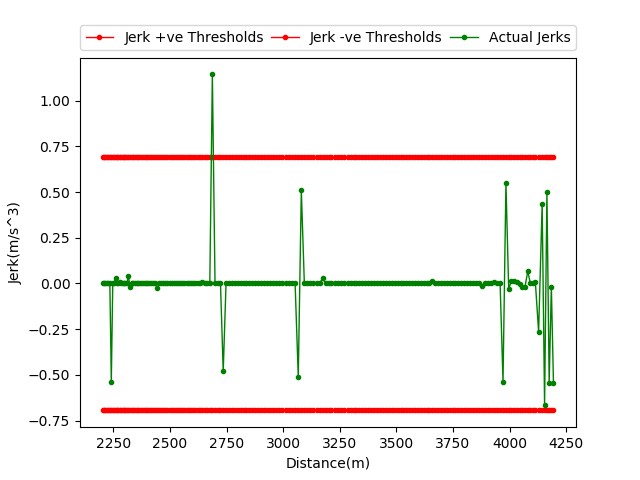 Jerk +ve Thresholds Jerk -ve Thresholds Actual Jerks
1.00
0.75
0.50
0.25
0.00
−0.25
−0.50
−0.75
Jerk(m/s^3)
2250 2500 2750 3000 3250 3500 3750 4000 4250
Distance(m)